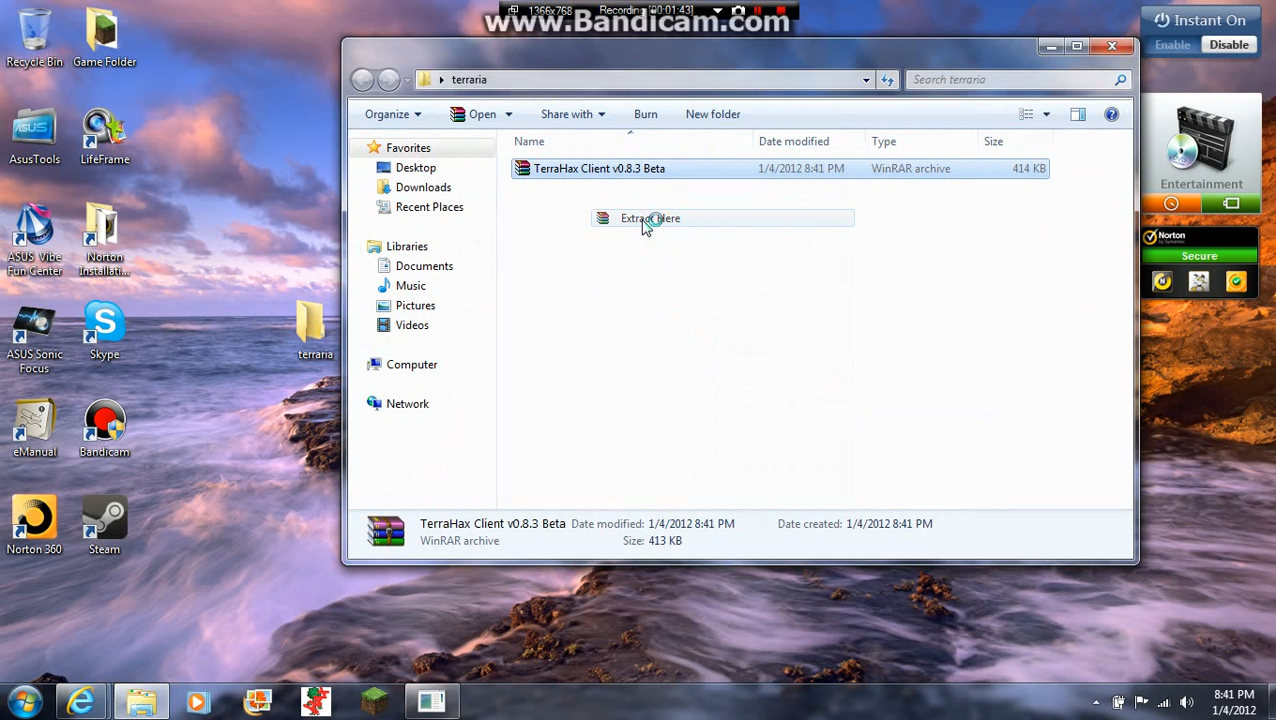 1366x768
Recording [00:01:43]
www.Bandicam.com
Instant On
Enable
Disable
Recycle Bin
Game Folder
terraria
Search terraria
Organize
Open
Share with
Burn
New folder
Name
Date modified
Type
Size
TerraHax Client v0.8.3 Beta
1/4/2012 8:41 PM
WinRAR archive
414 KB
Extract Here
Favorites
Desktop
Downloads
Recent Places
Libraries
Documents
Music
Pictures
Videos
Computer
Network
TerraHax Client v0.8.3 Beta
Date modified: 1/4/2012 8:41 PM
Date created: 1/4/2012 8:41 PM
WinRAR archive
Size: 413 KB
AsusTools
LifeFrame
ASUS Vibe
Fun Center
Norton
Installati...
ASUS Sonic
Focus
Skype
terraria
eManual
Bandicam
Norton 360
Steam
Entertainment
Norton
by Symantec
Secure
8:41 PM
1/4/2012